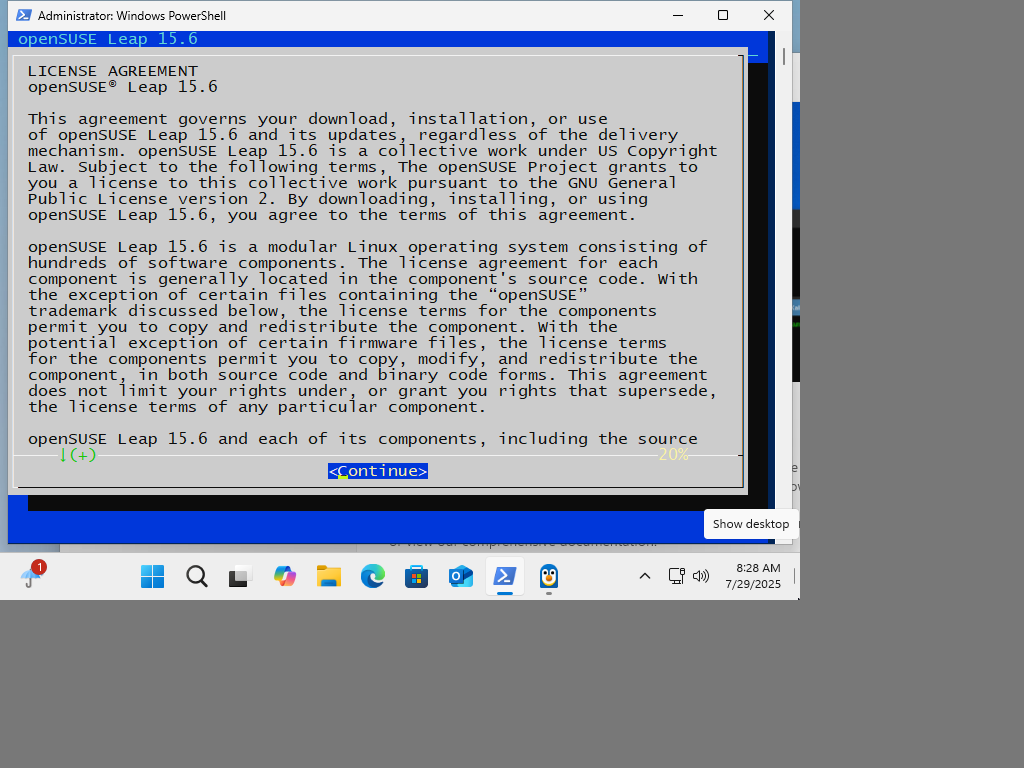 Administrator: Windows PowerShell
openSUSE Leap 15.6
LICENSE AGREEMENT
openSUSE® Leap 15.6
This agreement governs your download, installation, or use
of openSUSE Leap 15.6 and its updates, regardless of the delivery
mechanism. openSUSE Leap 15.6 is a collective work under US Copyright
Law. Subject to the following terms, The openSUSE Project grants to
you a license to this collective work pursuant to the GNU General
Public License version 2. By downloading, installing, or using
openSUSE Leap 15.6, you agree to the terms of this agreement.
openSUSE Leap 15.6 is a modular Linux operating system consisting of
hundreds of software components. The license agreement for each
component is generally located in the component's source code. With
the exception of certain files containing the “openSUSE”
trademark discussed below, the license terms for the components
permit you to copy and redistribute the component. With the
potential exception of certain firmware files, the license terms
for the components permit you to copy, modify, and redistribute the
component, in both source code and binary code forms. This agreement
does not limit your rights under, or grant you rights that supersede,
the license terms of any particular component.
openSUSE Leap 15.6 and each of its components, including the source
↓(+) 20%
<Continue>
Show desktop
or view our comprehensive documentation.
1
8:28 AM
7/29/2025